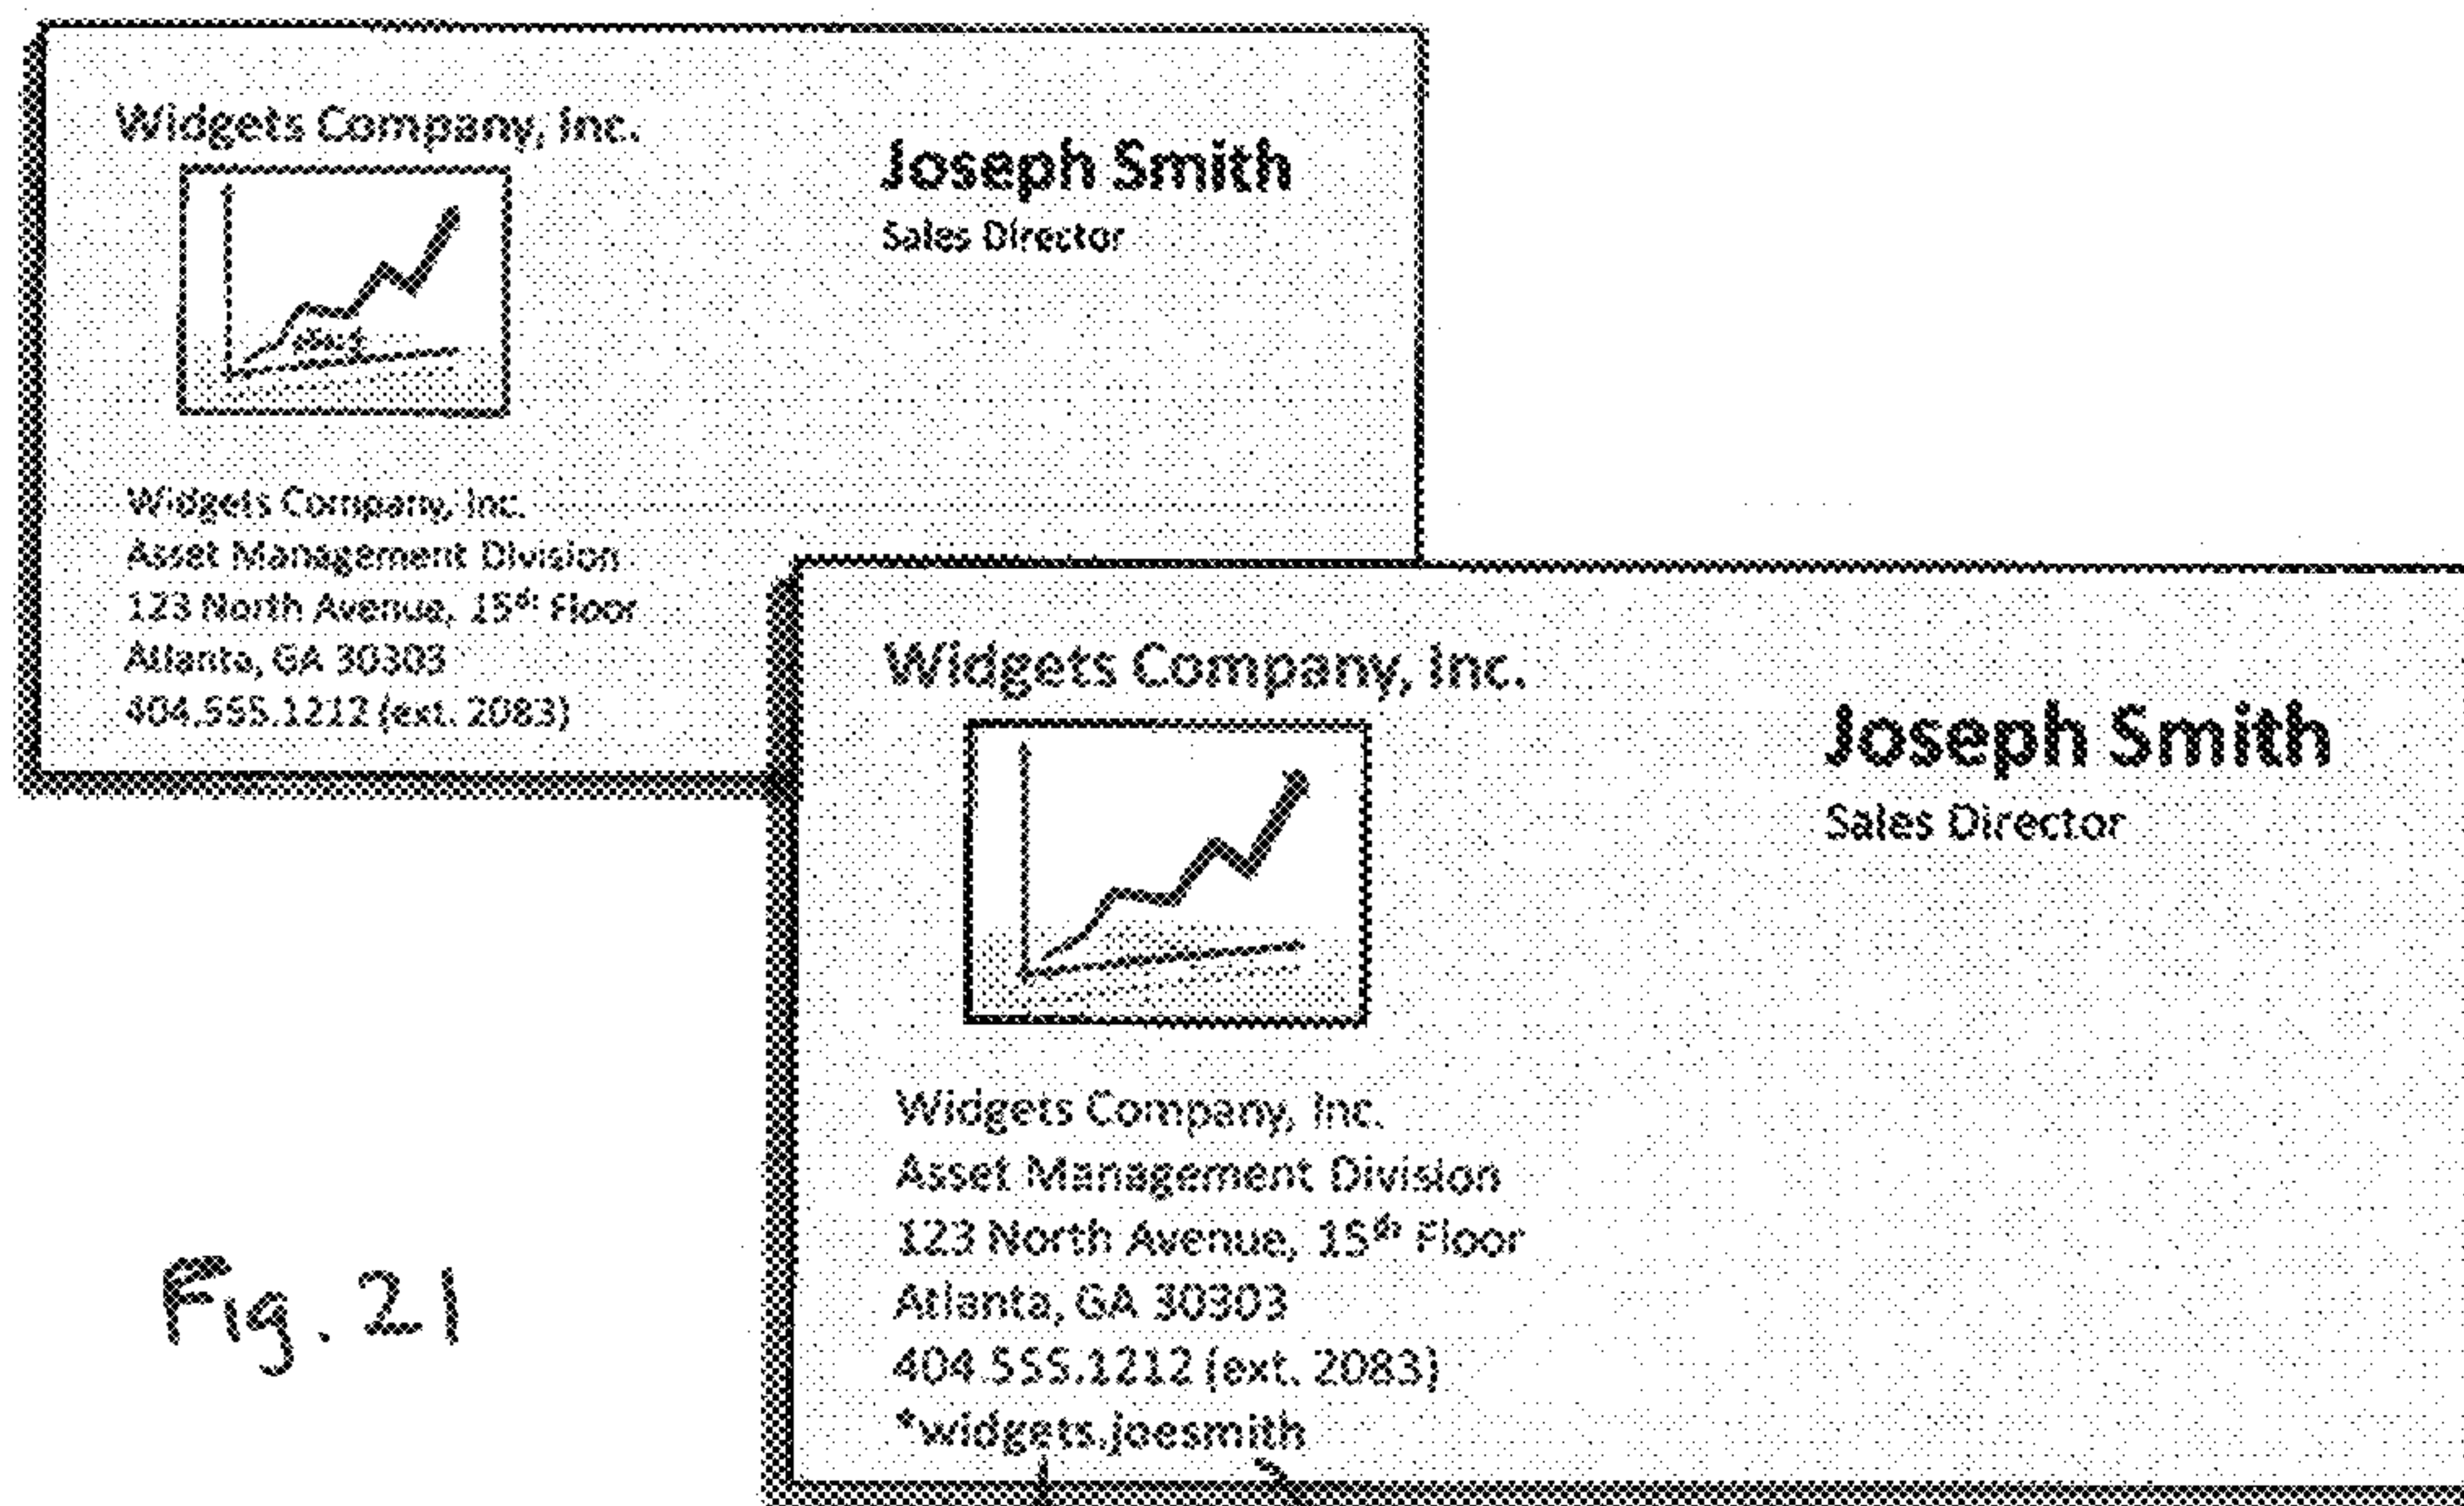 Widgets Company, Inc.
Joseph Smith
Sales Director
Widgets Company, Inc.
Asset Management Division
123 North Avenue, 15th Floor
Atlanta, GA 30303
404.555.1212 (ext. 2083)
Widgets Company, Inc.
Joseph Smith
Sales Director
Widgets Company, Inc.
Asset Management Division
123 North Avenue, 15th Floor
Atlanta, GA 30303
404.555.1212 (ext. 2083)
*widgets.joesmith
Fig. 21